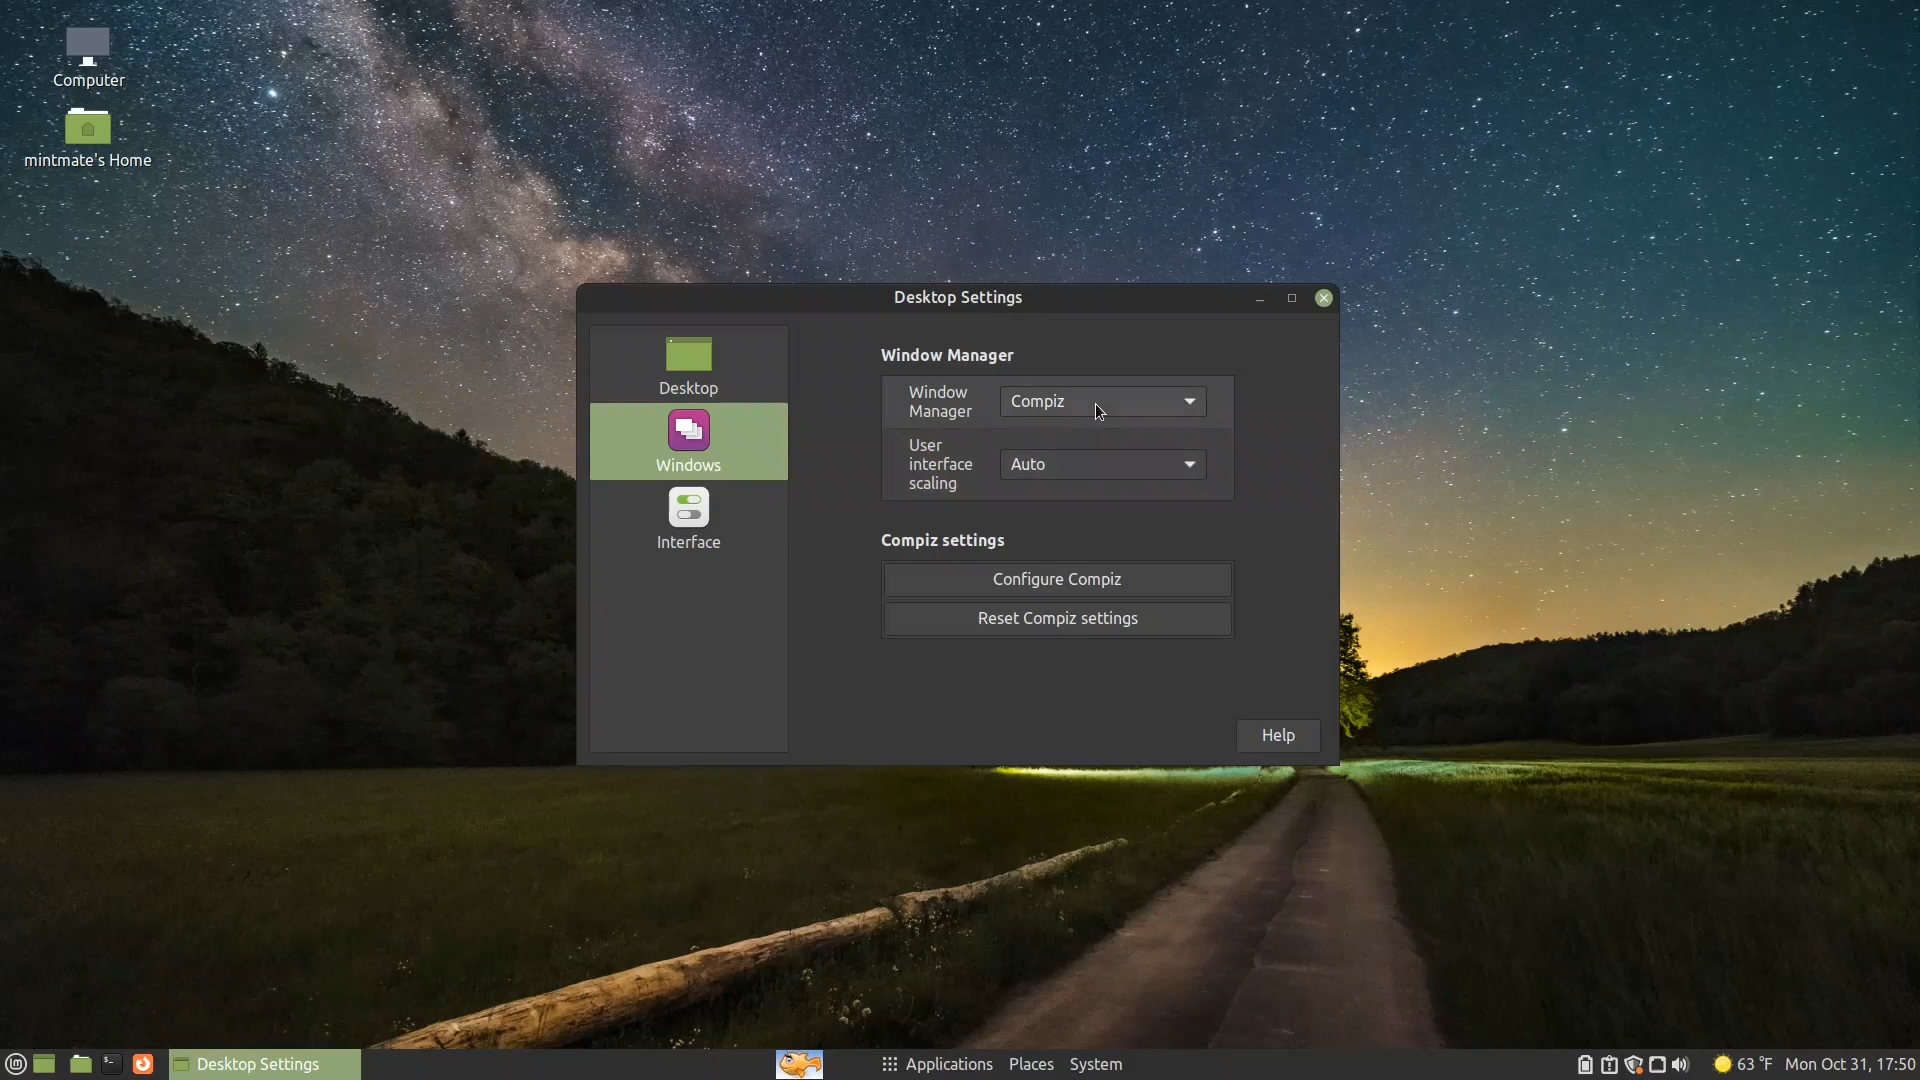 Computer
mintmate's Home
Desktop Settings
Desktop
Windows
Interface
Window Manager
Window
Manager
Compiz
User
interface
scaling
Auto
Compiz settings
Configure Compiz
Reset Compiz settings
Help
Desktop Settings
Applications
Places
System
63 °F
Mon Oct 31, 17:50